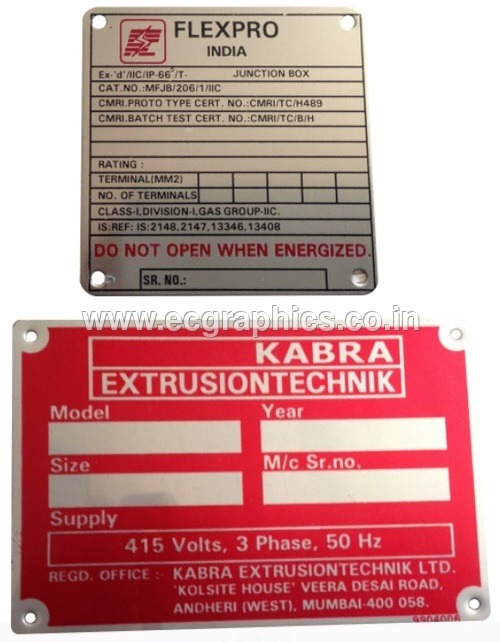 FLEXPRO
INDIA
Ex-'d'/IIC/IP-66°/T- JUNCTION BOX
CAT.NO.:MFJB/206/1/IIC
CMRI.PROTO TYPE CERT. NO.:CMRI/TC/H489
CMRI.BATCH TEST CERT. NO.:CMRI/TC/B/H
RATING :
TERMINAL(MM2)
NO. OF TERMINALS
CLASS-I,DIVISION-I,GAS GROUP-IIC.
IS:REF: IS:2148,2147,13346,13408
DO NOT OPEN WHEN ENERGIZED.
SR. NO.:
www.ecgraphics.co.in
KABRA
EXTRUSIONTECHNIK
Model Year
Size M/c Sr.no.
Supply
415 Volts, 3 Phase, 50 Hz
REGD. OFFICE :- KABRA EXTRUSIONTECHNIK LTD.
'KOLSITE HOUSE' VEERA DESAI ROAD,
ANDHERI (WEST), MUMBAI-400 058.
9904006